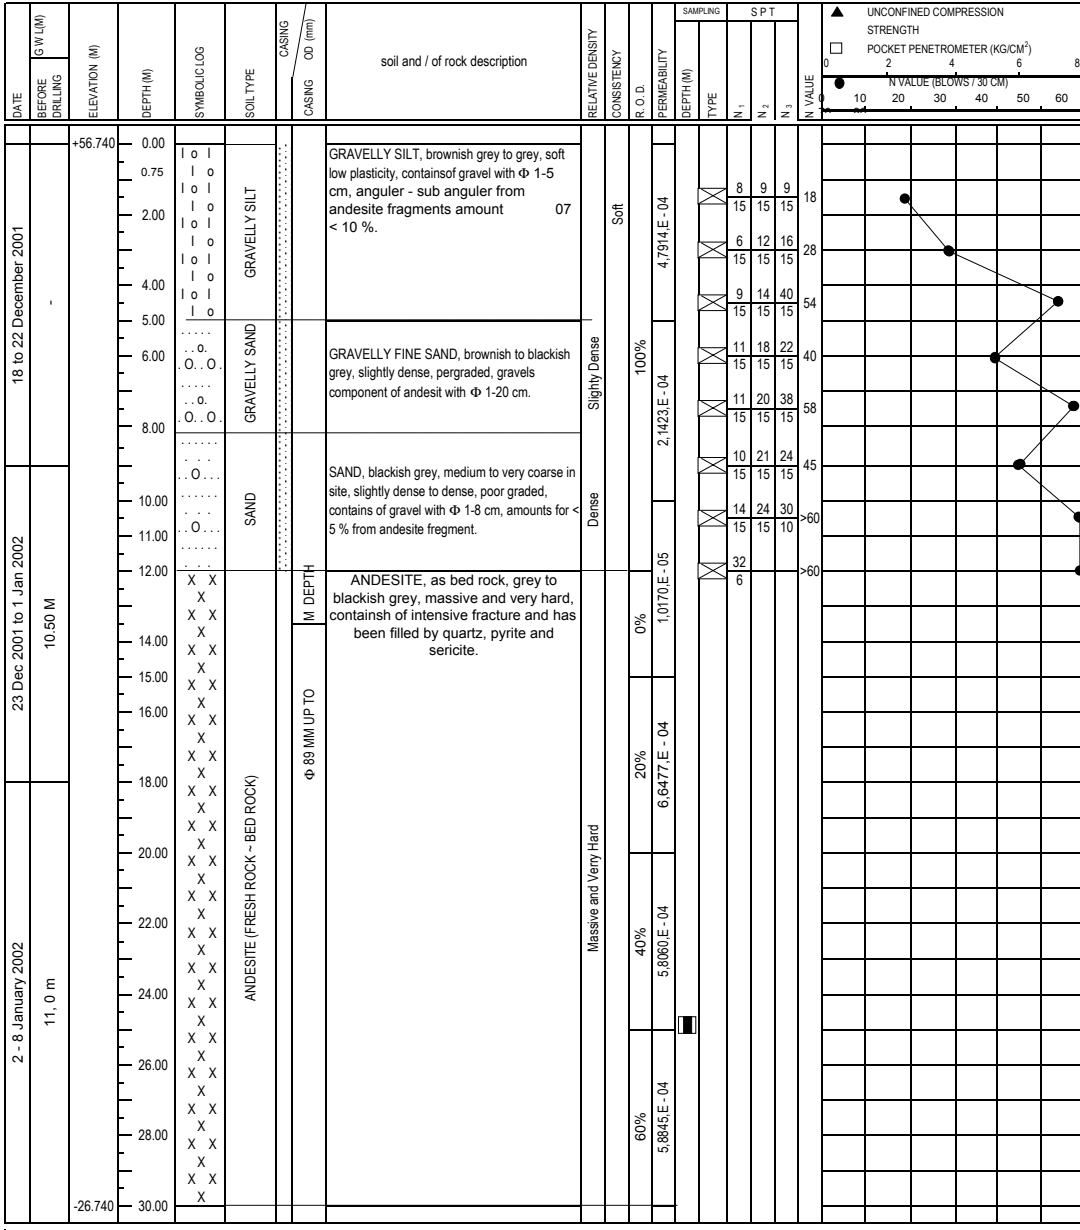 DATE
G W L(M)
BEFORE
DRILLING
ELEVATION (M)
DEPTH (M)
SYMBOLIC LOG
SOIL TYPE
CASING
CASING OD (mm)
soil and / of rock description
RELATIVE DENSITY
CONSISTENCY
R. O. D.
PERMEABILITY
SAMPLING
DEPTH (M)
TYPE
S P T
N 1
N 2
N 3
N VALUE
UNCONFINED COMPRESSION
STRENGTH
POCKET PENETROMETER (KG/CM2)
0 2 4 6 8
N VALUE (BLOWS / 30 CM)
0 10 20 30 40 50 60
18 to 22 December 2001
-
23 Dec 2001 to 1 Jan 2002
10.50 M
2 - 8 January 2002
11, 0 m
+56.740
-26.740
0.00
0.75
2.00
4.00
5.00
6.00
8.00
10.00
11.00
12.00
14.00
15.00
16.00
18.00
20.00
22.00
24.00
26.00
28.00
30.00
GRAVELLY SILT
GRAVELLY SAND
SAND
ANDESITE (FRESH ROCK ~ BED ROCK)
M DEPTH
Φ 89 MM UP TO
GRAVELLY SILT, brownish grey to grey, soft
low plasticity, containsof gravel with Φ 1-5
cm, anguler - sub anguler from
andesite fragments amount 07
< 10 %.
GRAVELLY FINE SAND, brownish to blackish
grey, slightly dense, pergraded, gravels
component of andesit with Φ 1-20 cm.
SAND, blackish grey, medium to very coarse in
site, slightly dense to dense, poor graded,
contains of gravel with Φ 1-8 cm, amounts for <
5 % from andesite fregment.
ANDESITE, as bed rock, grey to
blackish grey, massive and very hard,
containsh of intensive fracture and has
been filled by quartz, pyrite and
sericite.
Soft
Slighty Dense
Dense
Massive and Verry Hard
100%
0%
20%
40%
60%
4,7914,E - 04
2,1423,E - 04
1,0170,E - 05
6,6477,E - 04
5,8060,E - 04
5,8845,E - 04
8 9 9
15 15 15
18
6 12 16
15 15 15
28
9 14 40
15 15 15
54
11 18 22
15 15 15
40
11 20 38
15 15 15
58
10 21 24
15 15 15
45
14 24 30
15 15 10
>60
32
6
>60